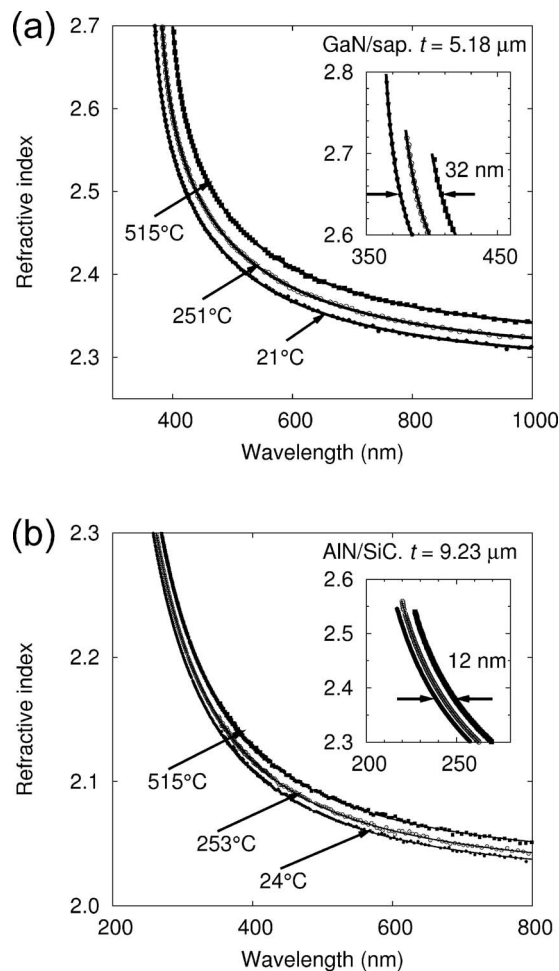 (a)
GaN/sap. t = 5.18 μm
2.7
2.6
2.5
2.4
2.3
Refractive index
2.8
2.7
2.6
350
460
32 nm
515°C
251°C
21°C
400
600
800
1000
Wavelength (nm)
(b)
AlN/SiC. t = 9.23 μm
2.3
2.2
2.1
2.0
Refractive index
2.6
2.5
2.4
2.3
200
250
12 nm
515°C
253°C
24°C
200
400
600
800
Wavelength (nm)